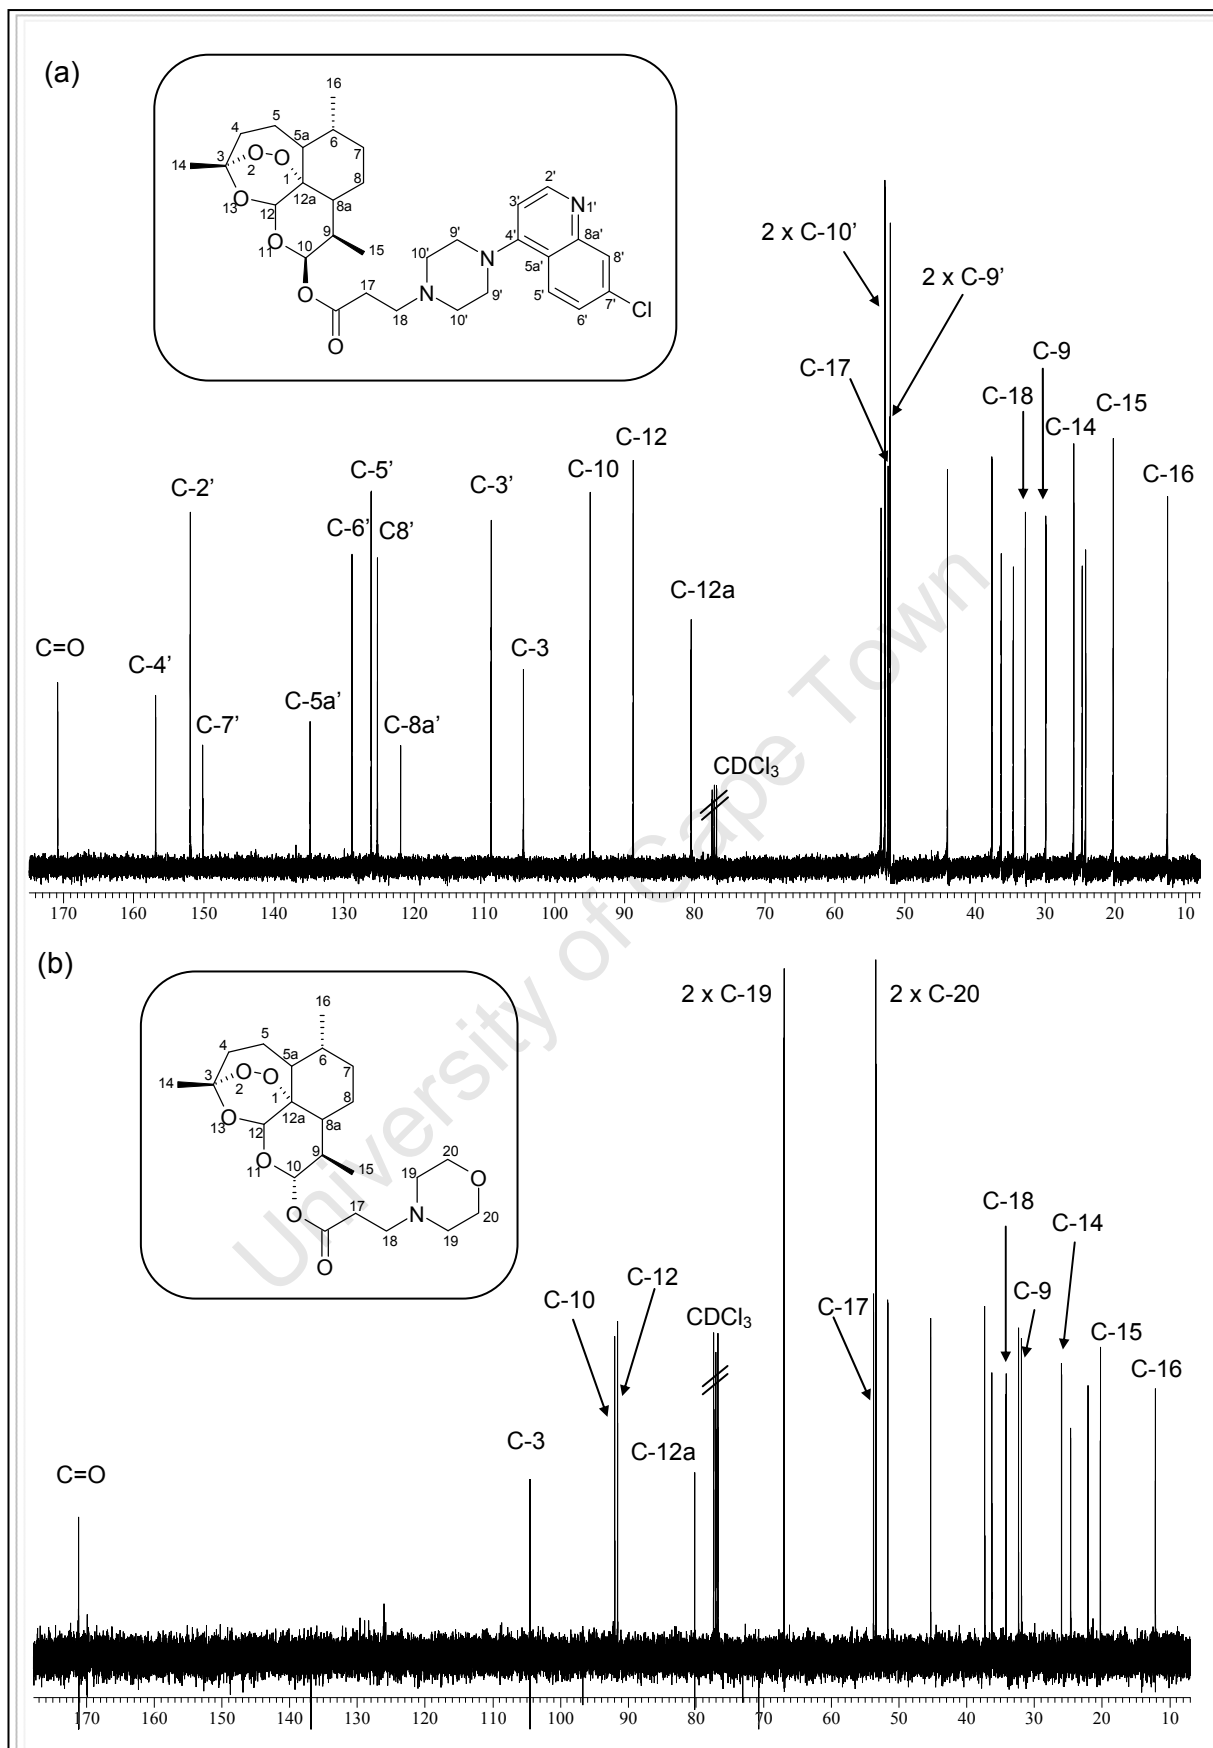 (a)
16
5
4
5a
6
3
O
O
7
14
2
1
8
2'
O
12a
3'
N
13
12
8a
1'
9'
4'
8a'
O
10
9
8'
11
15
10'
N
5a'
O
17
9'
5'
7'
N
6'
Cl
18
10'
O
2 x C-10'
2 x C-9'
C-17
C-9
C-18
C-15
C-14
C-12
C-10
C-16
C-5'
C-3'
C-2'
C-6'
C8'
C-12a
C=O
C-4'
C-3
C-5a'
C-7'
C-8a'
CDCl3
170 160 150 140 130 120 110 100 90 80 70 60 50 40 30 20 10
(b)
16
5
4
5a
6
3
O
O
7
14
2
1
8
O
12a
13
12
8a
20
O
10
9
19
11
15
O
O
17
N
20
18
19
O
2 x C-19
2 x C-20
C-18
C-14
C-12
C-10
C-9
CDCl3
C-17
C-15
C-16
C-3
C-12a
C=O
170 160 150 140 130 120 110 100 90 80 70 60 50 40 30 20 10
University of Cape Town